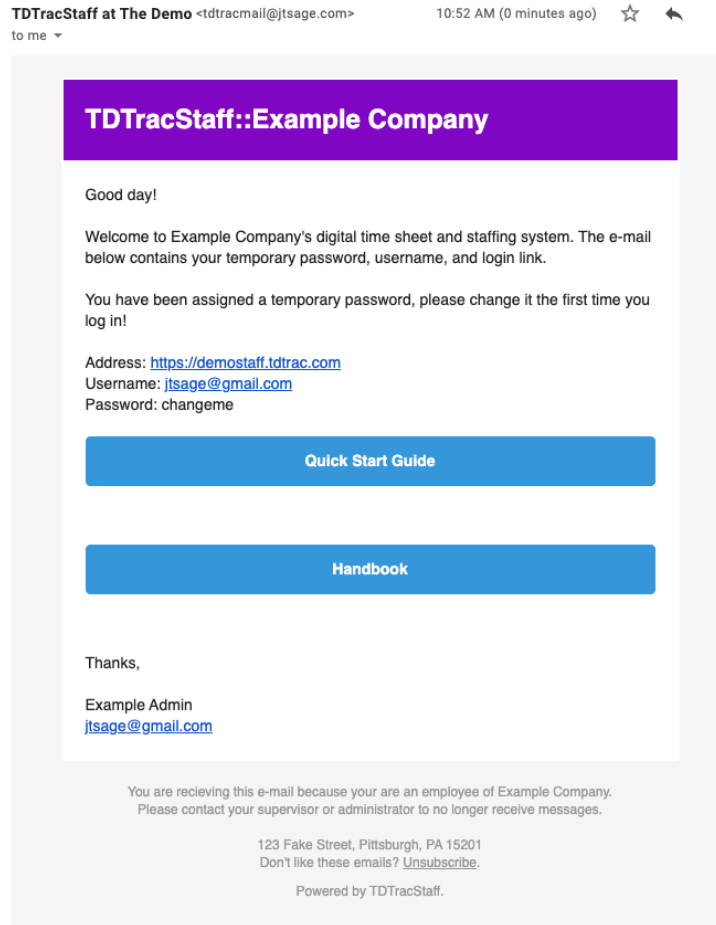 TDTracStaff at The Demo <tdtracmail@jtsage.com> 10:52 AM (0 minutes ago)
to me
TDTracStaff::Example Company
Good day!
Welcome to Example Company's digital time sheet and staffing system. The e-mail
below contains your temporary password, username, and login link.
You have been assigned a temporary password, please change it the first time you
log in!
Address: https://demostaff.tdtrac.com
Username: jtsage@gmail.com
Password: changeme
Quick Start Guide
Handbook
Thanks,
Example Admin
jtsage@gmail.com
You are recieving this e-mail because your are an employee of Example Company.
Please contact your supervisor or administrator to no longer receive messages.
123 Fake Street, Pittsburgh, PA 15201
Don't like these emails? Unsubscribe.
Powered by TDTracStaff.